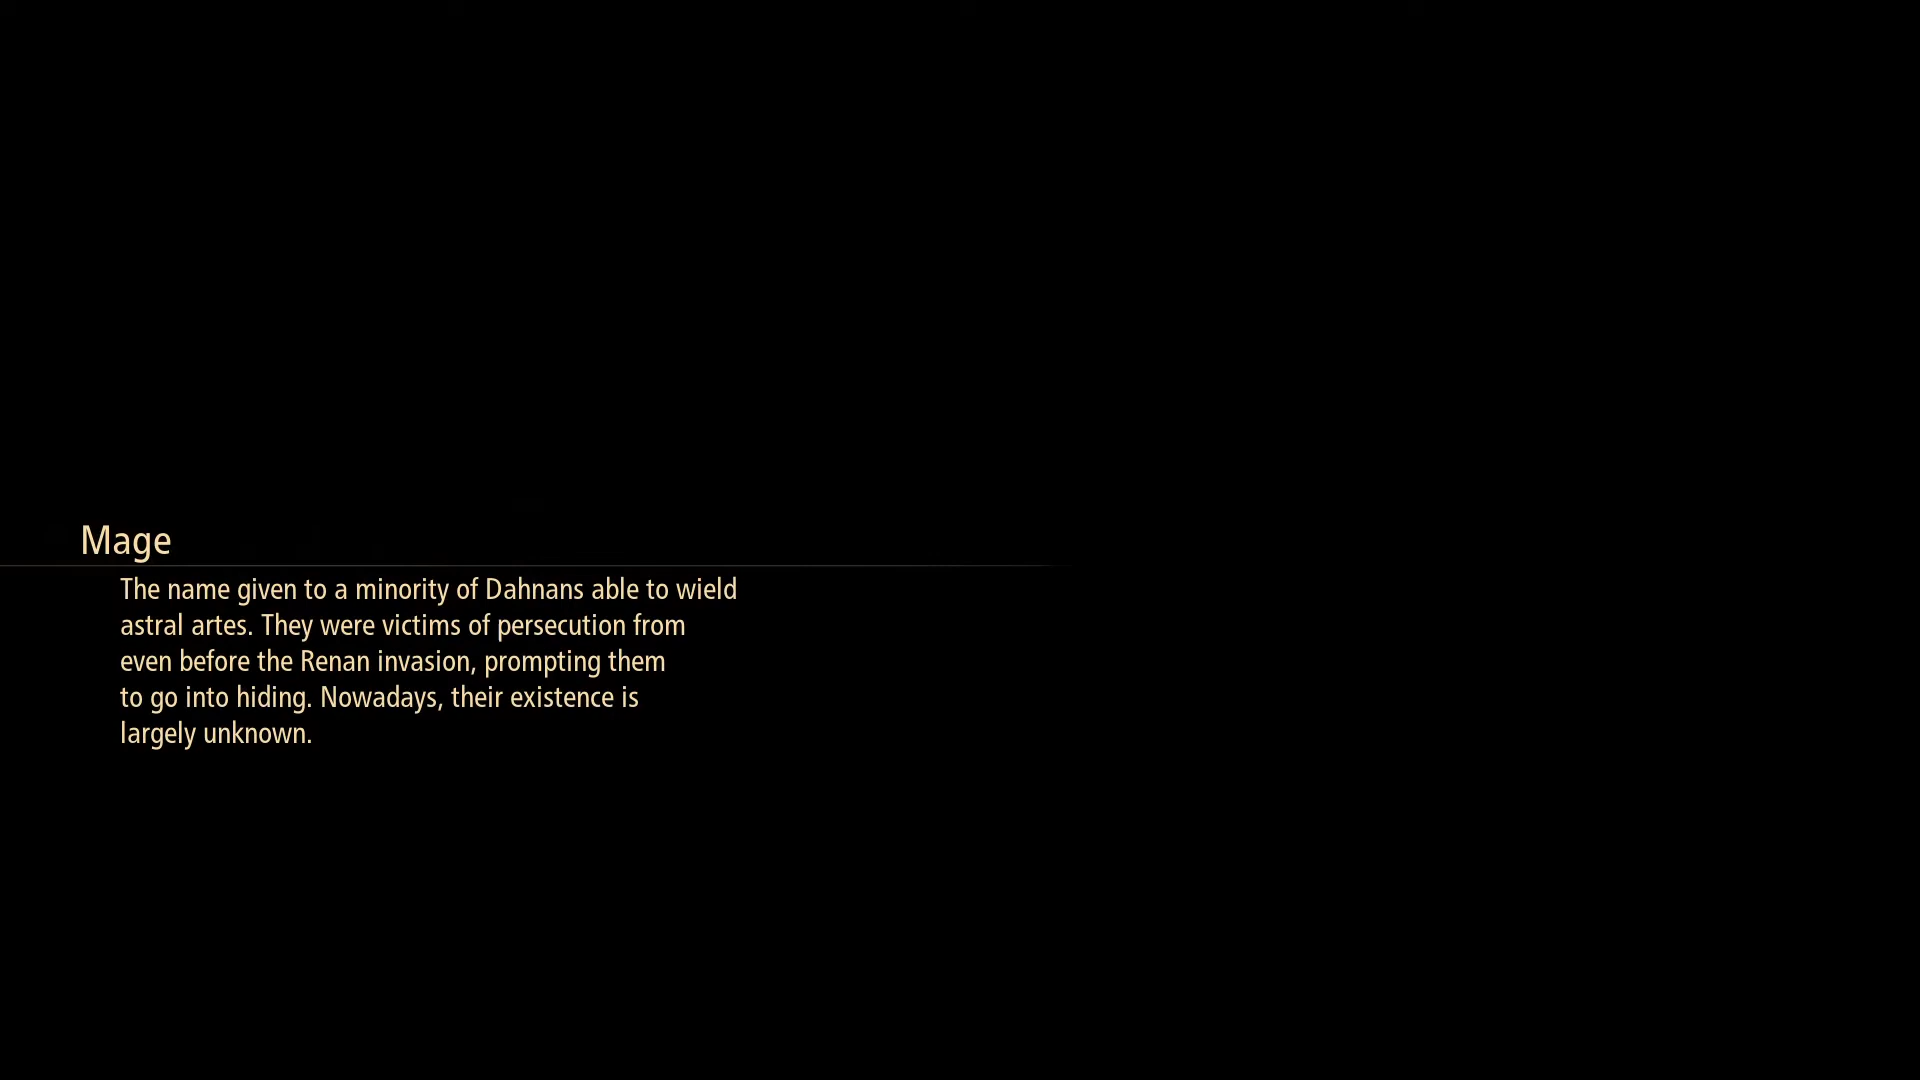 Mage
The name given to a minority of Dahnans able to wield
astral artes. They were victims of persecution from
even before the Renan invasion, prompting them
to go into hiding. Nowadays, their existence is
largely unknown.